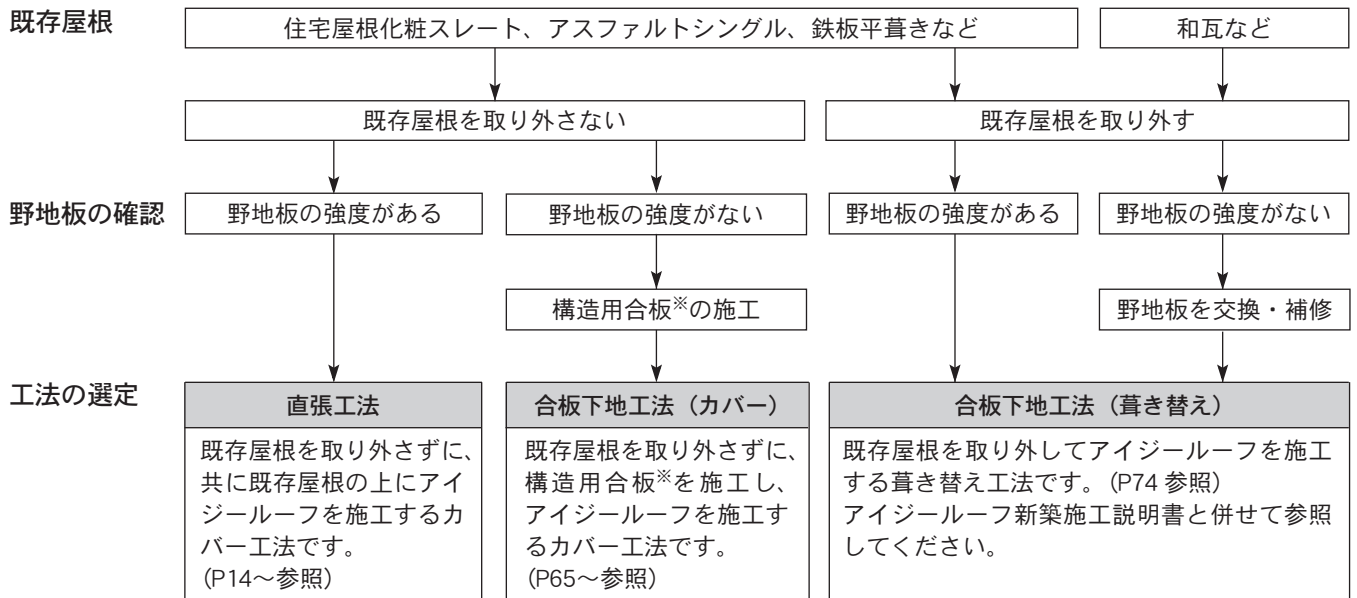 既存屋根
住宅屋根化粧スレート、アスファルトシングル、鉄板平葺きなど
和瓦など
既存屋根を取り外さない
既存屋根を取り外す
野地板の確認
野地板の強度がある
野地板の強度がない
野地板の強度がある
野地板の強度がない
構造用合板※の施工
野地板を交換・補修
工法の選定
直張工法
既存屋根を取り外さずに、
共に既存屋根の上にアイ
ジールーフを施工するカ
バー工法です。
(P14～参照)
合板下地工法（カバー）
既存屋根を取り外さずに、
構造用合板※を施工し、
アイジールーフを施工す
るカバー工法です。
(P65～参照)
合板下地工法（葺き替え）
既存屋根を取り外してアイジールーフを施工
する葺き替え工法です。(P74 参照)
アイジールーフ新築施工説明書と併せて参照
してください。